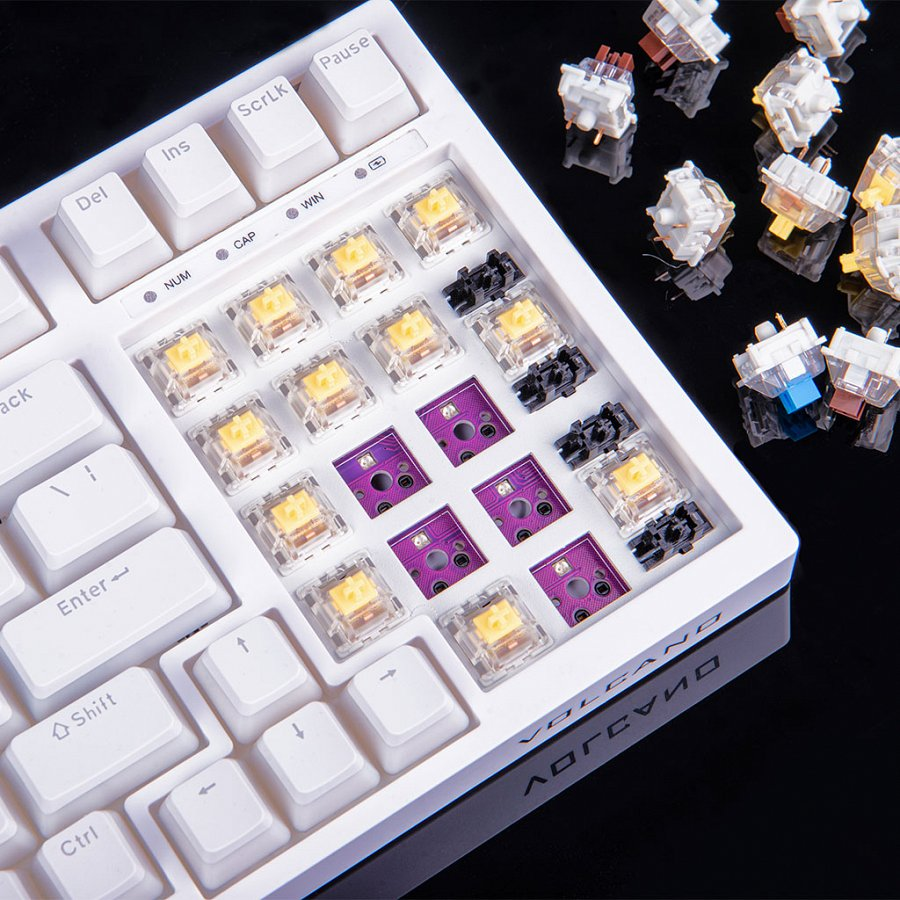 Pause
ScrLK
Ins
Del
WIN
CAP
NUM
ack
\ |
Enter
Shift
Ctrl
VOLCANO